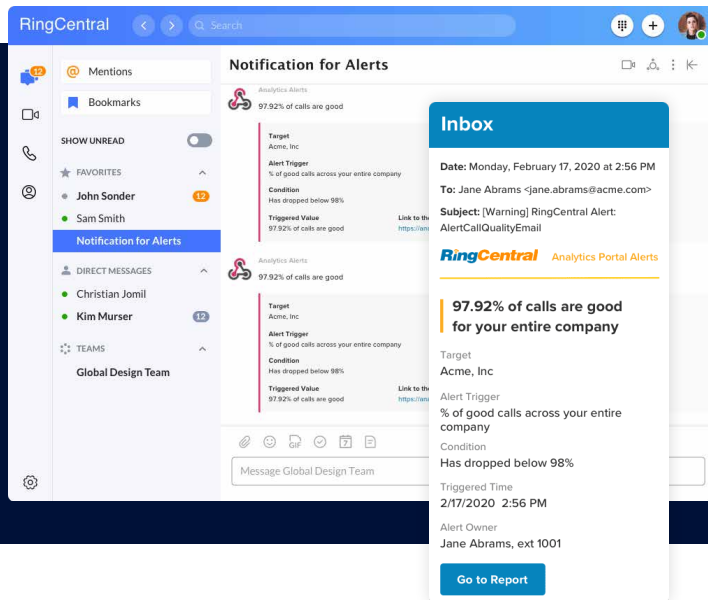 RingCentral
Search
12
Mentions
Bookmarks
SHOW UNREAD
FAVORITES
John Sonder 12
Sam Smith
Notification for Alerts
DIRECT MESSAGES
Christian Jomil
Kim Murser 12
TEAMS
Global Design Team
Notification for Alerts
Analytics Alerts
97.92% of calls are good
Target
Acme, Inc
Alert Trigger
% of good calls across your entire company
Condition
Has dropped below 98%
Triggered Value Link to the
97.92% of calls are good https://ana
Analytics Alerts
97.92% of calls are good
Target
Acme, Inc
Alert Trigger
% of good calls across your entire company
Condition
Has dropped below 98%
Triggered Value Link to the
97.92% of calls are good https://ana
GIF
7
Message Global Design Team
Inbox
Date: Monday, February 17, 2020 at 2:56 PM
To: Jane Abrams <jane.abrams@acme.com>
Subject: [Warning] RingCentral Alert:
AlertCallQualityEmail
RingCentral Analytics Portal Alerts
97.92% of calls are good
for your entire company
Target
Acme, Inc
Alert Trigger
% of good calls across your entire
company
Condition
Has dropped below 98%
Triggered Time
2/17/2020 2:56 PM
Alert Owner
Jane Abrams, ext 1001
Go to Report